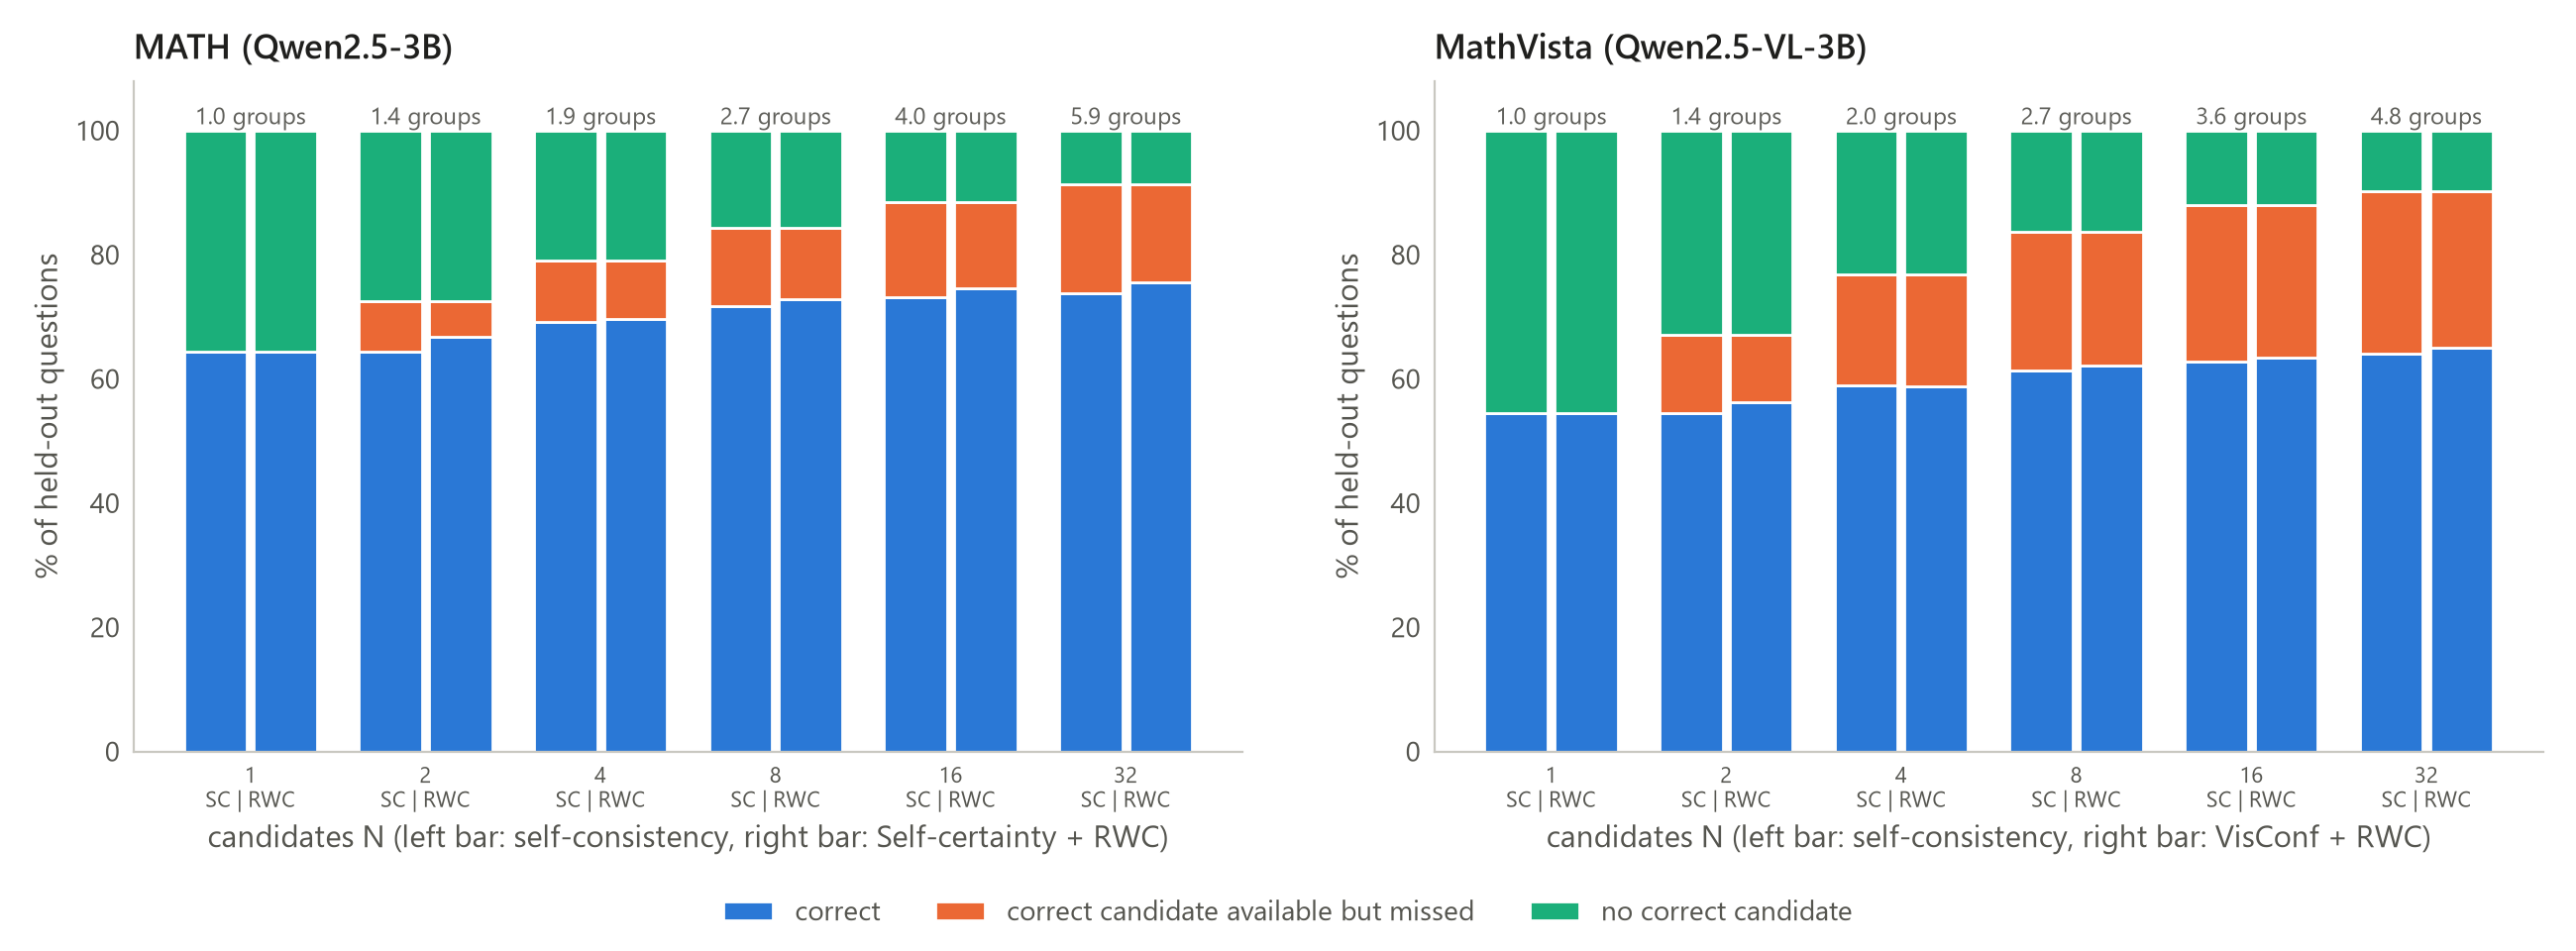 MATH (Qwen2.5-3B)
1.0 groups
1.4 groups
1.9 groups
2.7 groups
4.0 groups
5.9 groups
100
80
60
40
20
0
% of held-out questions
1
2
4
8
16
32
SC | RWC
SC | RWC
SC | RWC
SC | RWC
SC | RWC
SC | RWC
candidates N (left bar: self-consistency, right bar: Self-certainty + RWC)
MathVista (Qwen2.5-VL-3B)
1.0 groups
1.4 groups
2.0 groups
2.7 groups
3.6 groups
4.8 groups
100
80
60
40
20
0
% of held-out questions
1
2
4
8
16
32
SC | RWC
SC | RWC
SC | RWC
SC | RWC
SC | RWC
SC | RWC
candidates N (left bar: self-consistency, right bar: VisConf + RWC)
correct
correct candidate available but missed
no correct candidate